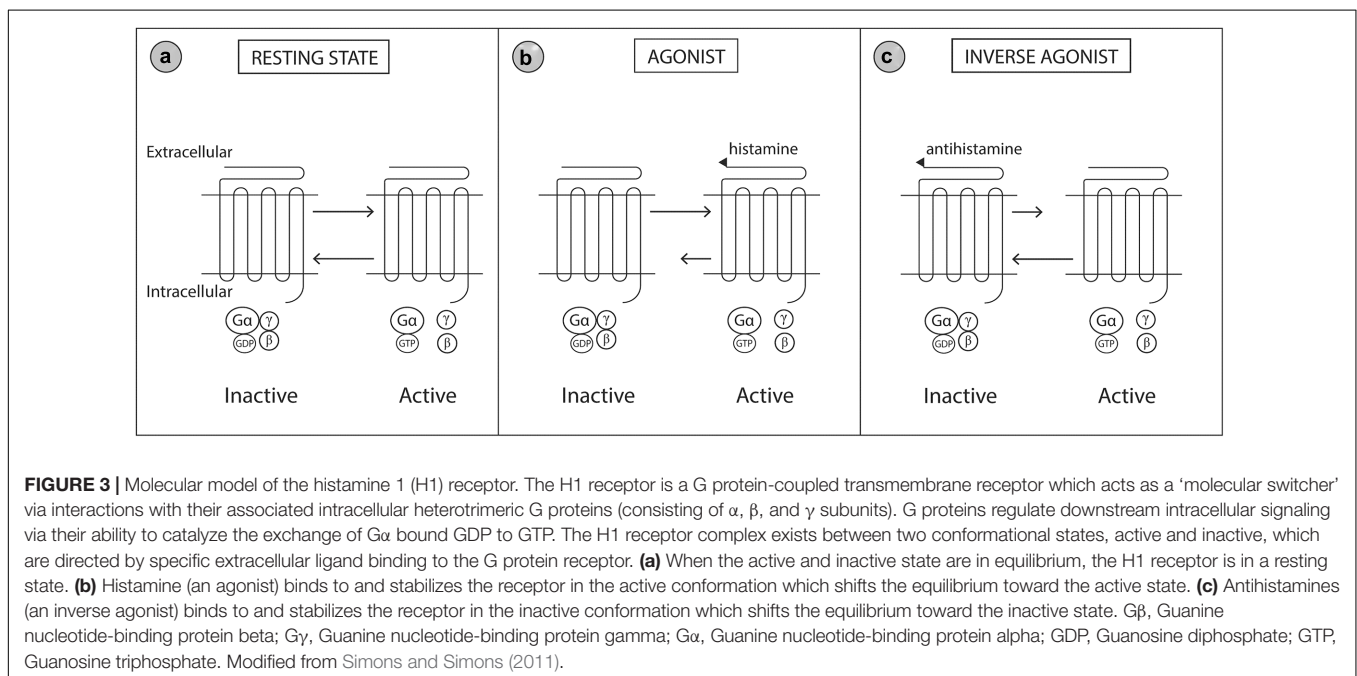 a RESTING STATE
b AGONIST
c INVERSE AGONIST
Extracellular
histamine
antihistamine
Intracellular
Gα γ GDP β
Gα γ GTP β
Gα γ GDP β
Gα γ GTP β
Gα γ GDP β
Gα γ GTP β
Inactive Active
Inactive Active
Inactive Active
FIGURE 3 | Molecular model of the histamine 1 (H1) receptor. The H1 receptor is a G protein-coupled transmembrane receptor which acts as a ‘molecular switcher’
via interactions with their associated intracellular heterotrimeric G proteins (consisting of α, β, and γ subunits). G proteins regulate downstream intracellular signaling
via their ability to catalyze the exchange of Gα bound GDP to GTP. The H1 receptor complex exists between two conformational states, active and inactive, which
are directed by specific extracellular ligand binding to the G protein receptor. (a) When the active and inactive state are in equilibrium, the H1 receptor is in a resting
state. (b) Histamine (an agonist) binds to and stabilizes the receptor in the active conformation which shifts the equilibrium toward the active state. (c) Antihistamines
(an inverse agonist) binds to and stabilizes the receptor in the inactive conformation which shifts the equilibrium toward the inactive state. Gβ, Guanine
nucleotide-binding protein beta; Gγ, Guanine nucleotide-binding protein gamma; Gα, Guanine nucleotide-binding protein alpha; GDP, Guanosine diphosphate; GTP,
Guanosine triphosphate. Modified from Simons and Simons (2011).